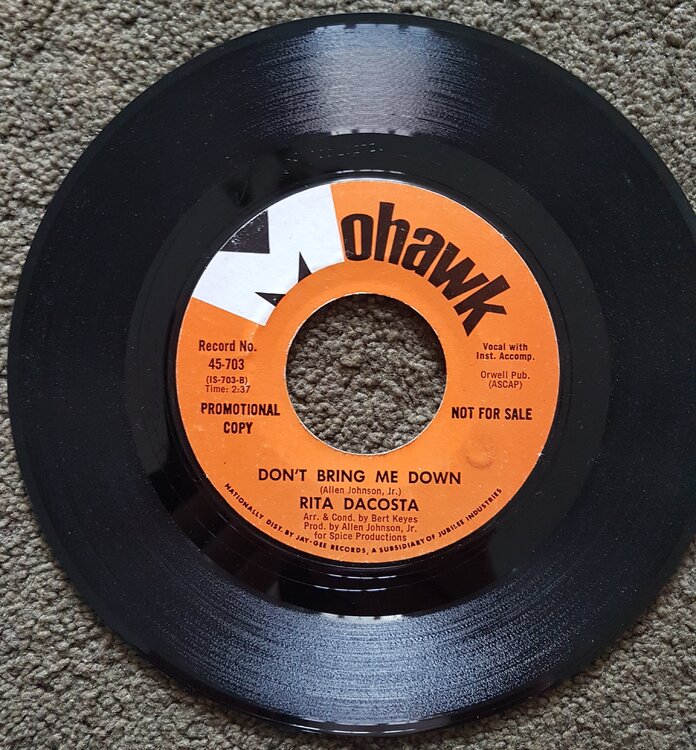 Mohawk
Record No.
45-703
(IS-703-B)
Time: 2:37
PROMOTIONAL
COPY
Vocal with
Inst. Accomp.
Orwell Pub.
(ASCAP)
NOT FOR SALE
DON'T BRING ME DOWN
(Allen Johnson, Jr.)
RITA DACOSTA
Arr. & Cond. by Bert Keyes
Prod. by Allen Johnson, Jr.
for Spice Productions
NATIONALLY DIST. BY JAY-GEE RECORDS, A SUBSIDIARY OF JUBILEE INDUSTRIES